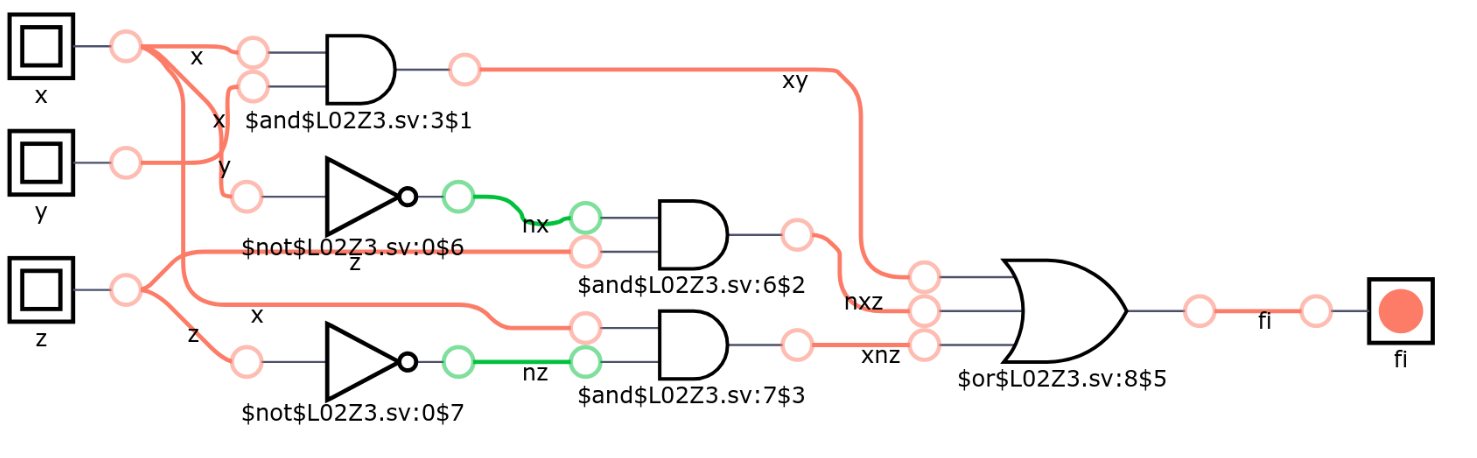 x
x
$and$L02Z3.sv:3$1
xy
x
y
y
$not$L02Z3.sv:0$6
nx
z
$and$L02Z3.sv:6$2
nxz
z
x
z
$not$L02Z3.sv:0$7
nz
$and$L02Z3.sv:7$3
xnz
$or$L02Z3.sv:8$5
fi
fi